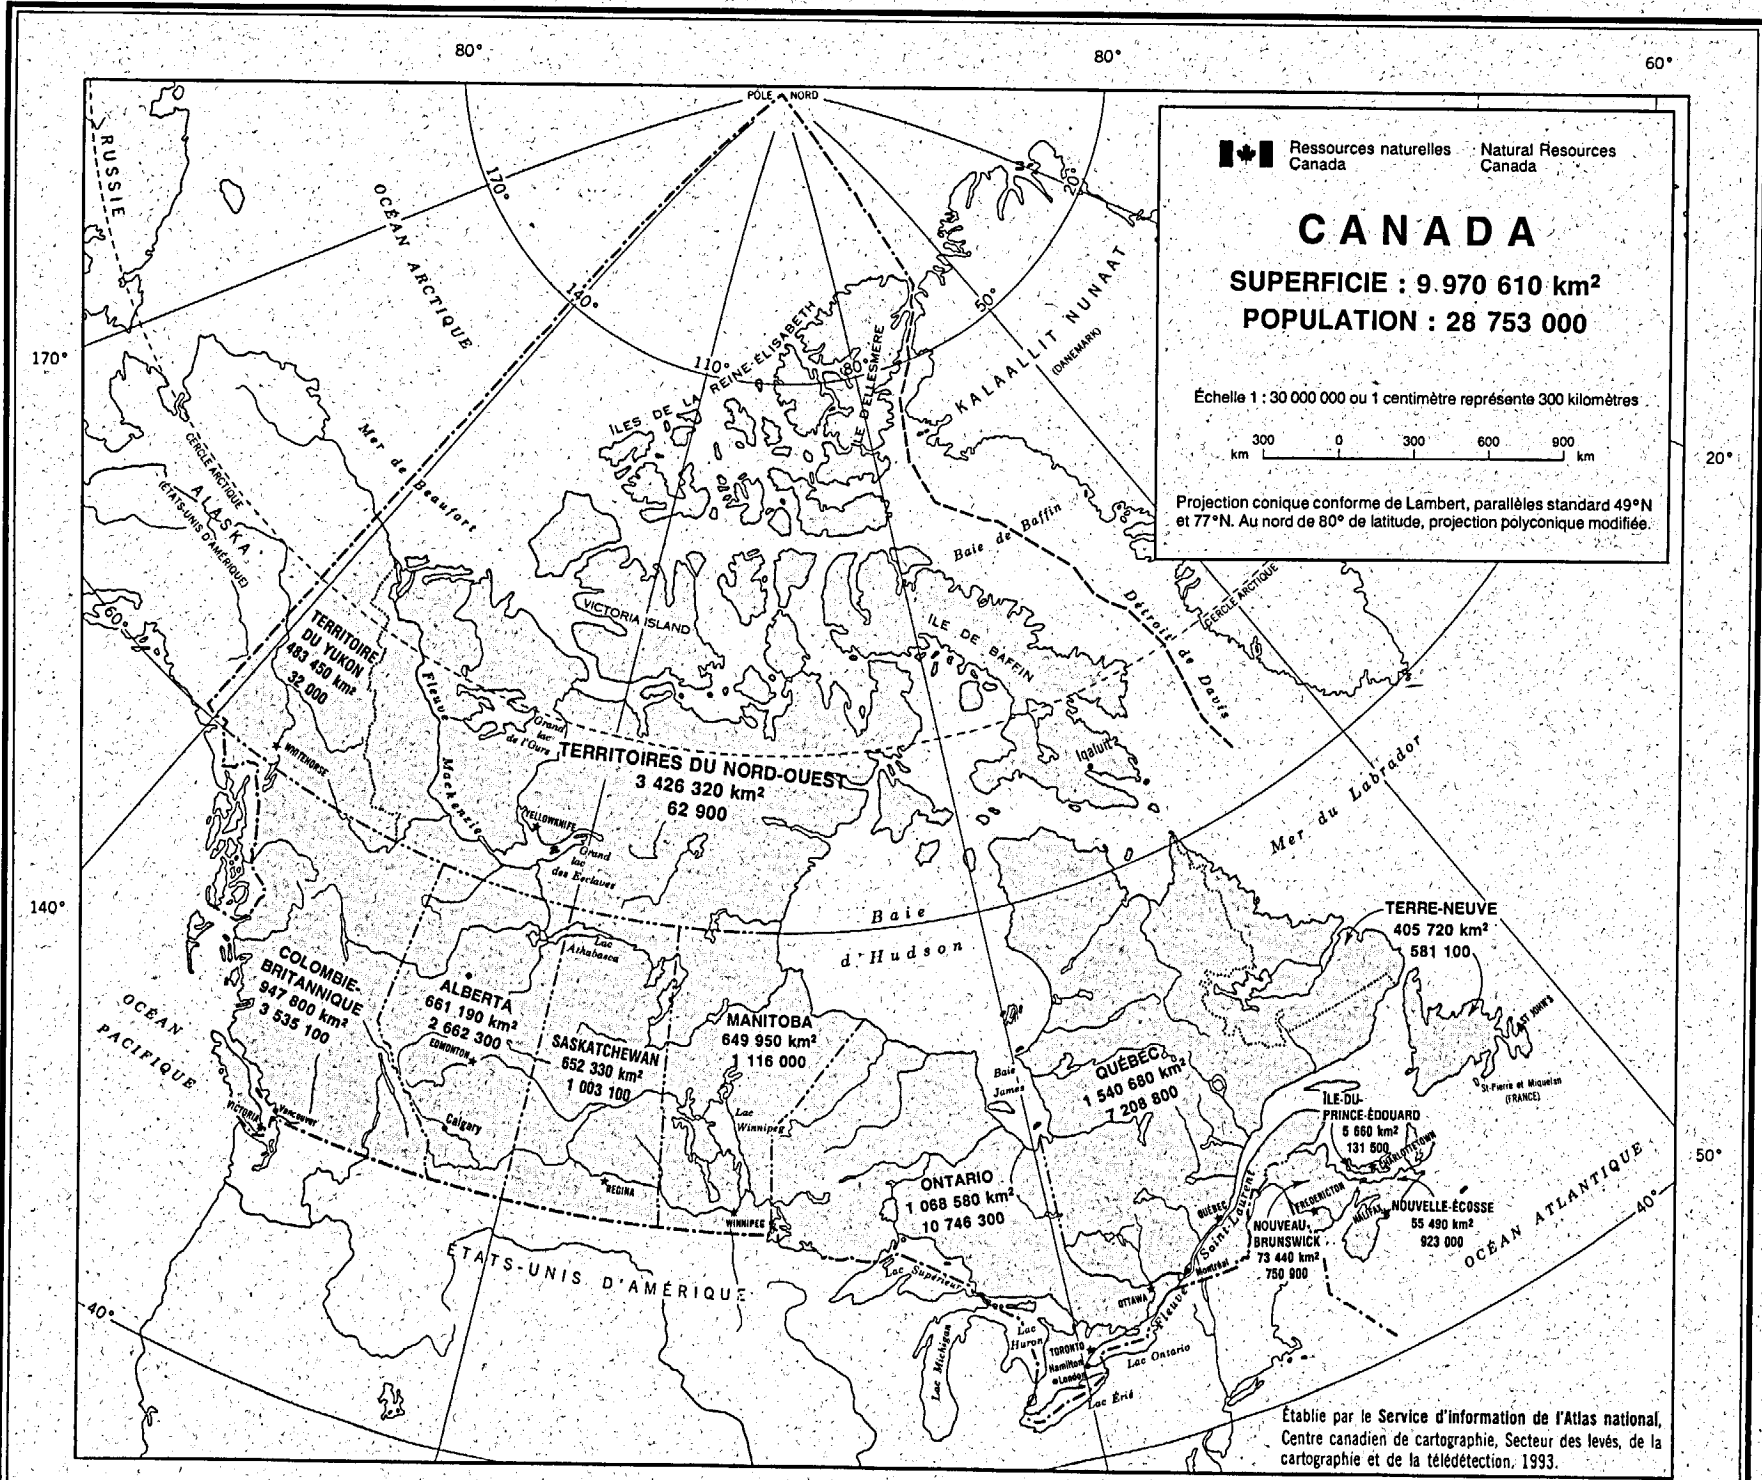 80°
80°
60°
PÔLE NORD
RUSSIE
OCÉAN ARCTIQUE
170°
20°
140°
50°
110°
80°
170°
Ressources naturelles Canada
Natural Resources Canada
CANADA
SUPERFICIE : 9 970 610 km²
POPULATION : 28 753 000
Échelle 1 : 30 000 000 ou 1 centimètre représente 300 kilomètres
300 0 300 600 900
km km
Projection conique conforme de Lambert, parallèles standard 49°N
et 77°N. Au nord de 80° de latitude, projection polyconique modifiée.
20°
ÎLES DE LA REINE-ÉLISABETH
ÎLE D'ELLESMERE
KALAALLIT NUNAAT
(DANEMARK)
Mer de Beaufort
CERCLE ARCTIQUE
ALASKA
(ÉTATS-UNIS D'AMÉRIQUE)
60°
Baie de Baffin
Détroit de Davis
CERCLE ARCTIQUE
VICTORIA ISLAND
ILE DE BAFFIN
TERRITOIRE
DU YUKON
483 450 km²
32 000
WHITEHORSE
Fleuve Mackenzie
Grand
lac
de l'Ours
TERRITOIRES DU NORD-OUEST
3 426 320 km²
62 900
YELLOWKNIFE
Grand
lac
des Esclaves
Iqaluit
Mer du Labrador
140°
Baie
d'Hudson
Lac
Athabasca
TERRE-NEUVE
405 720 km²
581 100
ST JOHN'S
St-Pierre et Miquelon
(FRANCE)
OCÉAN
PACIFIQUE
COLOMBIE-
BRITANNIQUE
947 800 km²
3 535 100
VICTORIA
Vancouver
ALBERTA
661 190 km²
2 662 300
EDMONTON
Calgary
SASKATCHEWAN
652 330 km²
1 003 100
REGINA
MANITOBA
649 950 km²
1 116 000
Lac
Winnipeg
WINNIPEG
Baie
James
QUÉBEC
1 540 680 km²
7 208 800
ONTARIO
1 068 580 km²
10 746 300
ÎLE-DU-
PRINCE-ÉDOUARD
5 660 km²
131 500
CHARLOTTETOWN
QUÉBEC
FREDERICTON
HALIFAX
NOUVELLE-ÉCOSSE
55 490 km²
923 000
NOUVEAU-
BRUNSWICK
73 440 km²
750 900
50°
40°
OCÉAN ATLANTIQUE
ÉTATS-UNIS D'AMÉRIQUE
40°
Lac Supérieur
Lac Michigan
Lac
Huron
OTTAWA
Montréal
Fleuve Saint-Laurent
TORONTO
Hamilton
London
Lac Ontario
Lac Érié
Établie par le Service d'information de l'Atlas national,
Centre canadien de cartographie, Secteur des levés, de la
cartographie et de la télédétection, 1993.